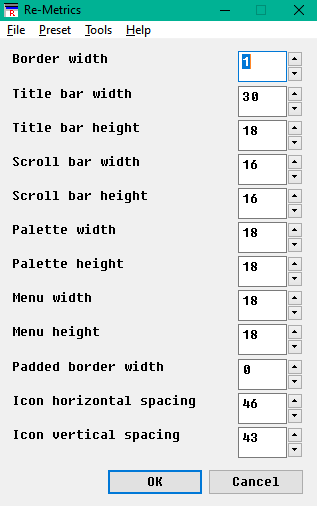 Re-Metrics
File Preset Tools Help
Border width 1
Title bar width 30
Title bar height 18
Scroll bar width 16
Scroll bar height 16
Palette width 18
Palette height 18
Menu width 18
Menu height 18
Padded border width 0
Icon horizontal spacing 46
Icon vertical spacing 43
OK Cancel